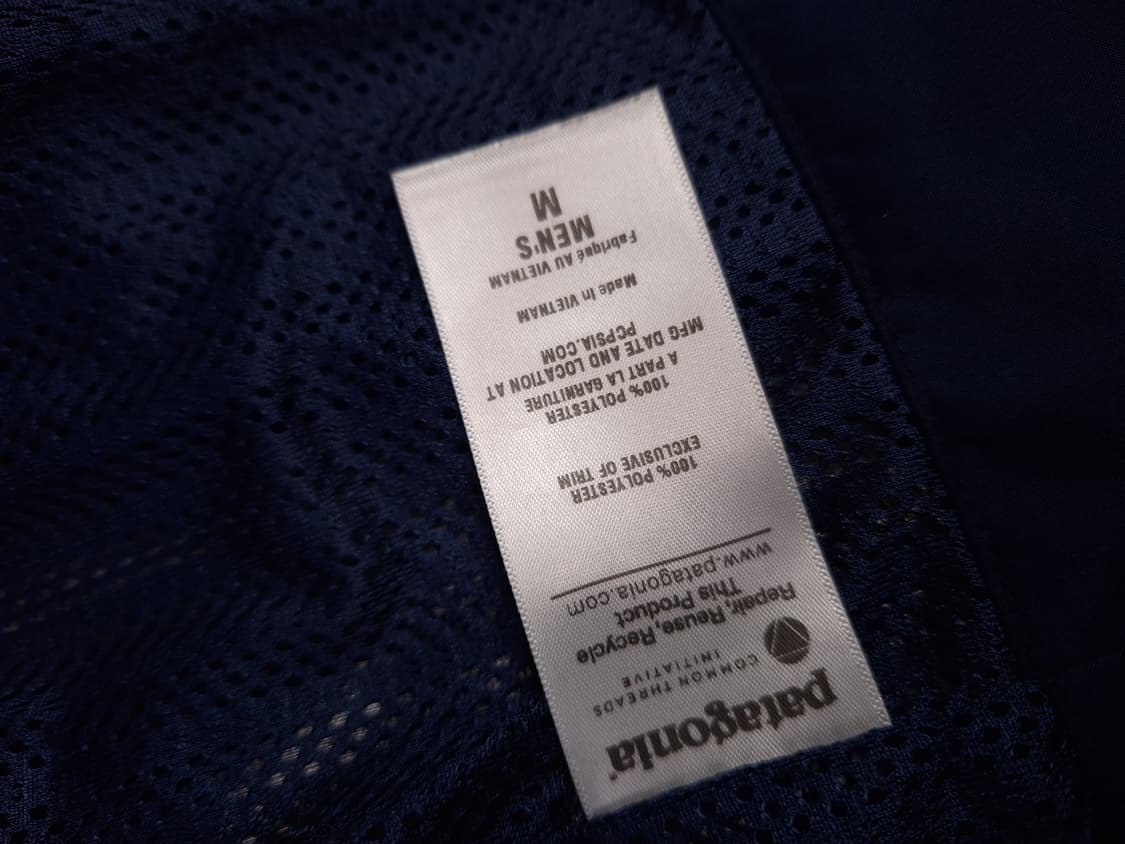 patagonia®
COMMON THREADS
INITIATIVE
Repair, Reuse, Recycle
This Product
www.patagonia.com
100% POLYESTER
EXCLUSIVE OF TRIM
100% POLYESTER
A PART LA GARNITURE
MFG DATE AND LOCATION AT
PCPSIA.COM
Made in VIETNAM
Fabriqué AU VIETNAM
MEN'S
M